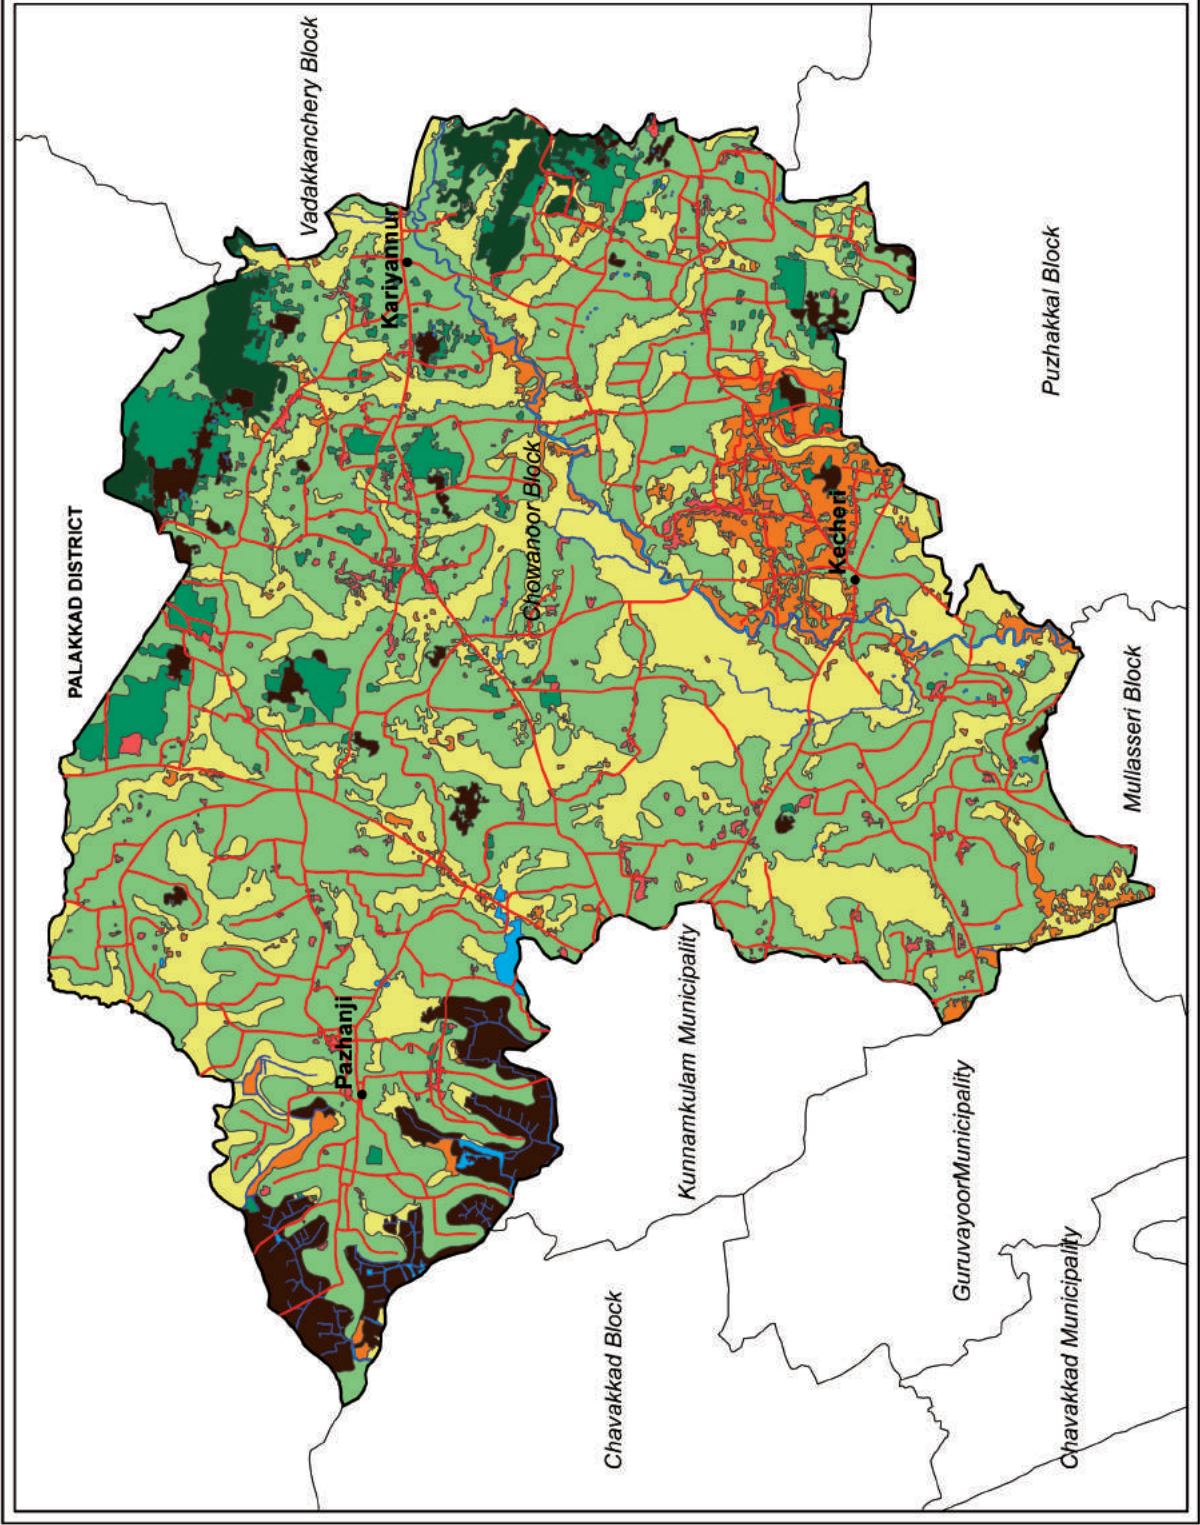 PALAKKAD DISTRICT
Vadakkanchery Block
Kariyannur
Pazhanji
Chowanoor Block
Kecheri
Puzhakkal Block
Mullasseri Block
Kunnamkulam Municipality
Chavakkad Block
GuruvayoorMunicipality
Chavakkad Municipality